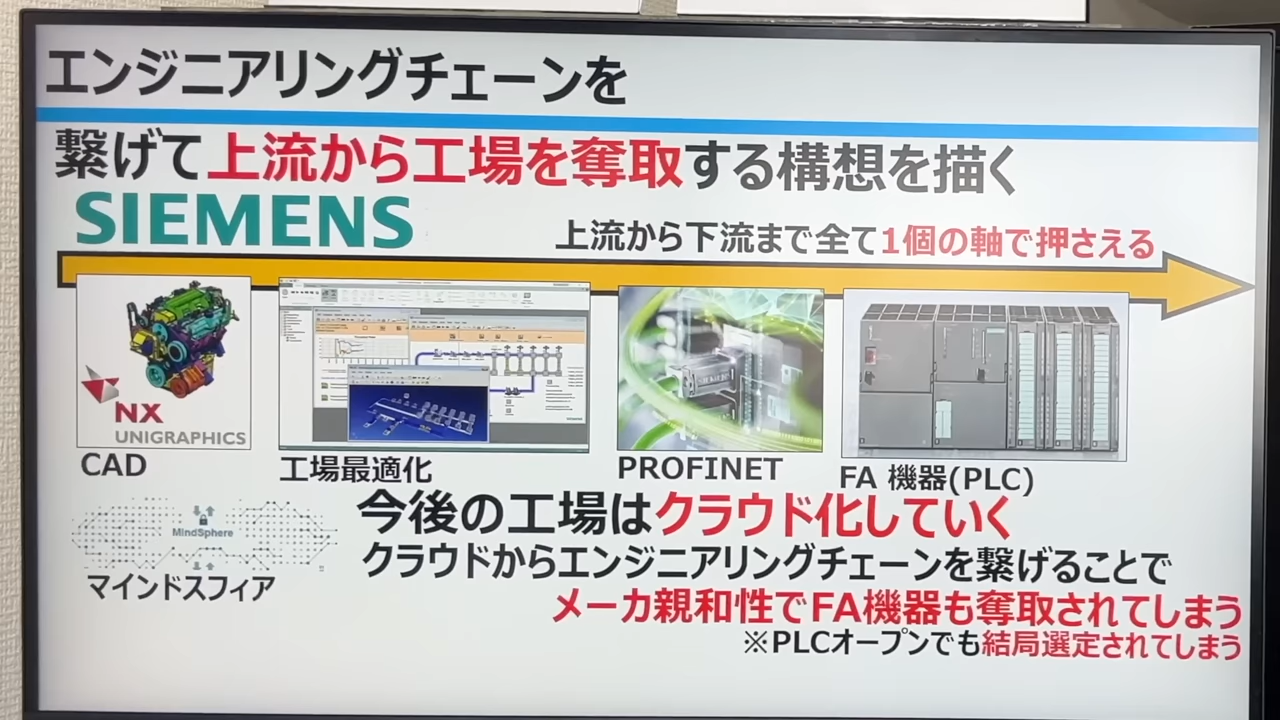 エンジニアリングチェーンを
繋げて上流から工場を奪取する構想を描く
SIEMENS
上流から下流まで全て1個の軸で押さえる
NX
UNIGRAPHICS
SIEMENS
CAD
工場最適化
PROFINET
FA 機器(PLC)
MindSphere
マインドスフィア
今後の工場はクラウド化していく
クラウドからエンジニアリングチェーンを繋げることで
メーカ親和性でFA機器も奪取されてしまう
※PLCオープンでも結局選定されてしまう